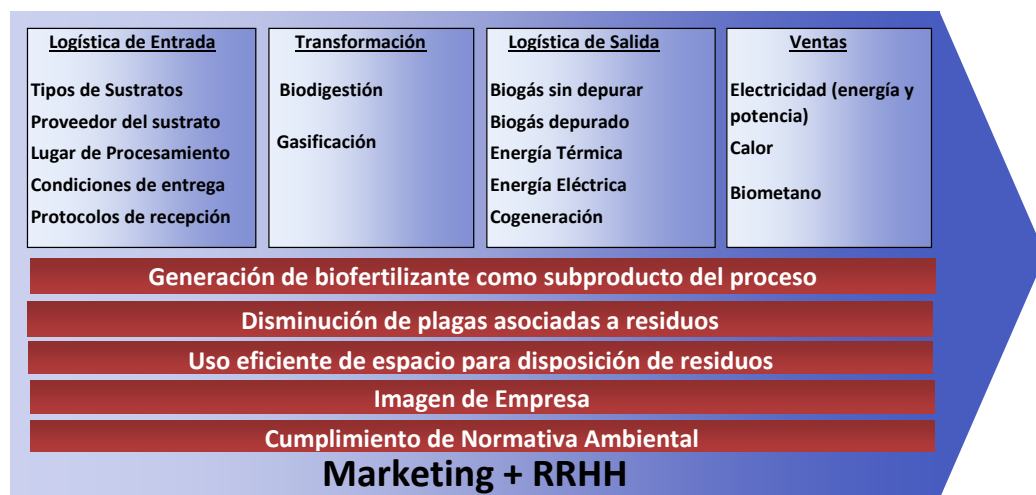 Logística de Entrada
Tipos de Sustratos
Proveedor del sustrato
Lugar de Procesamiento
Condiciones de entrega
Protocolos de recepción
Transformación
Biodigestión
Gasificación
Logística de Salida
Biogás sin depurar
Biogás depurado
Energía Térmica
Energía Eléctrica
Cogeneración
Ventas
Electricidad (energía y
potencia)
Calor
Biometano
Generación de biofertilizante como subproducto del proceso
Disminución de plagas asociadas a residuos
Uso eficiente de espacio para disposición de residuos
Imagen de Empresa
Cumplimiento de Normativa Ambiental
Marketing + RRHH